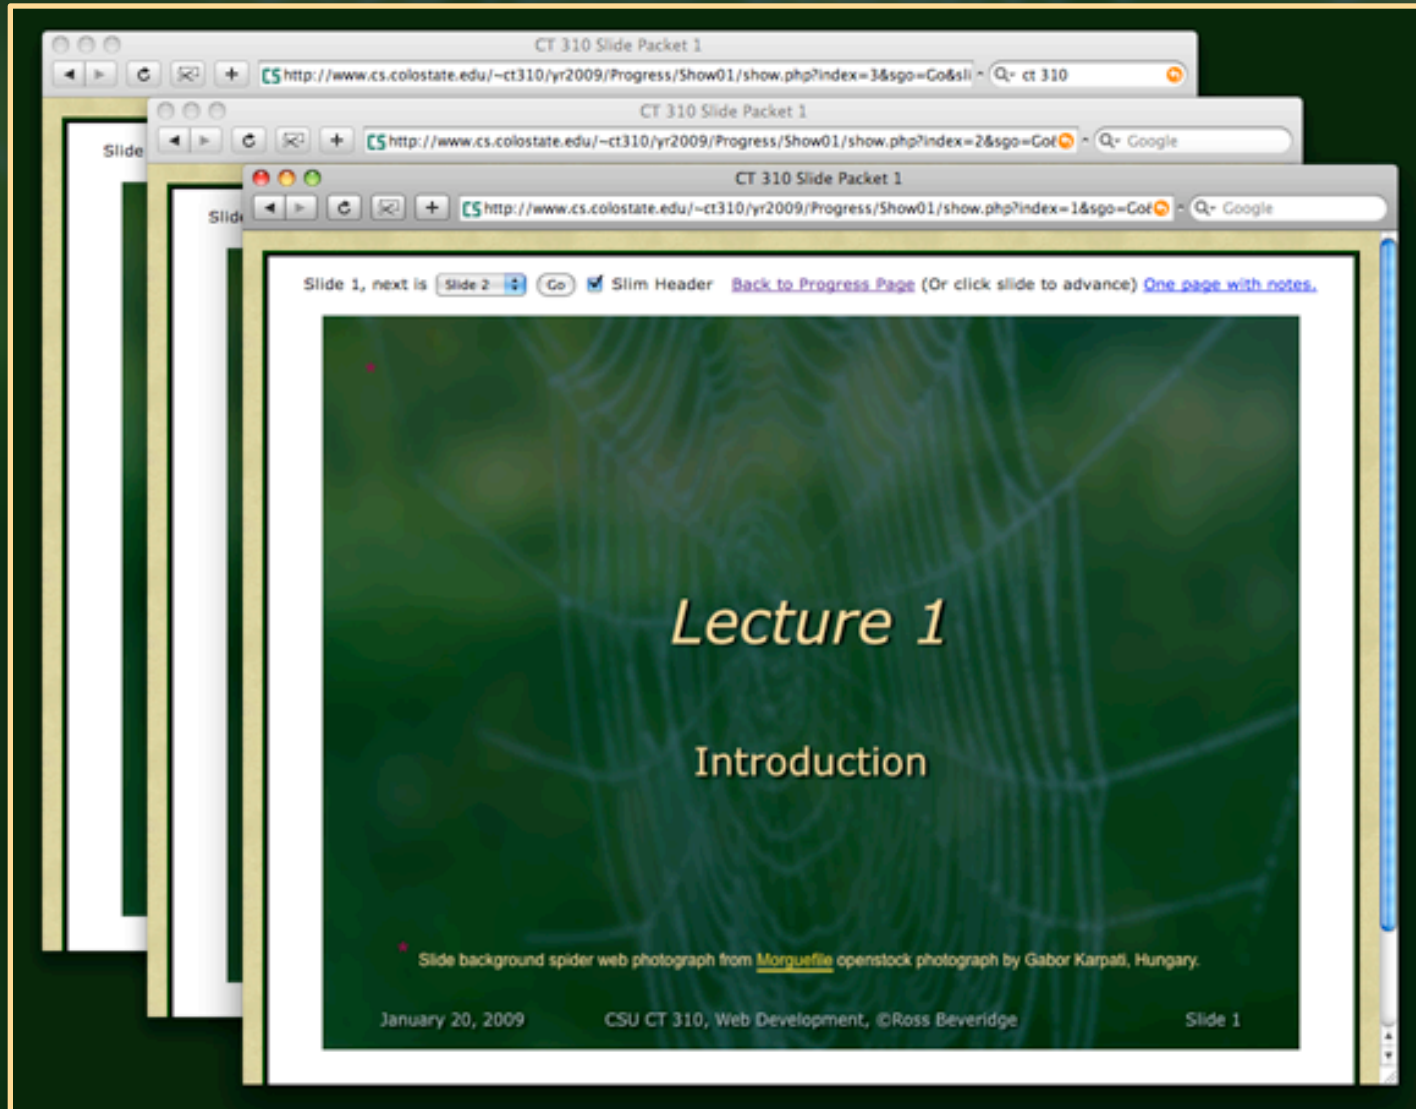 CT 310 Slide Packet 1
CS http://www.cs.colostate.edu/~ct310/yr2009/Progress/Show01/show.php?index=3&sgo=Go&sli ct 310
Slide
CT 310 Slide Packet 1
CS http://www.cs.colostate.edu/~ct310/yr2009/Progress/Show01/show.php?index=2&sgo=Go& Google
Slide
CT 310 Slide Packet 1
CS http://www.cs.colostate.edu/~ct310/yr2009/Progress/Show01/show.php?index=1&sgo=Go& Google
Slide 1, next is Slide 2 Go Slim Header Back to Progress Page (Or click slide to advance) One page with notes.
*
Lecture 1
Introduction
* Slide background spider web photograph from Morguefile openstock photograph by Gabor Karpati, Hungary.
January 20, 2009 CSU CT 310, Web Development, ©Ross Beveridge Slide 1